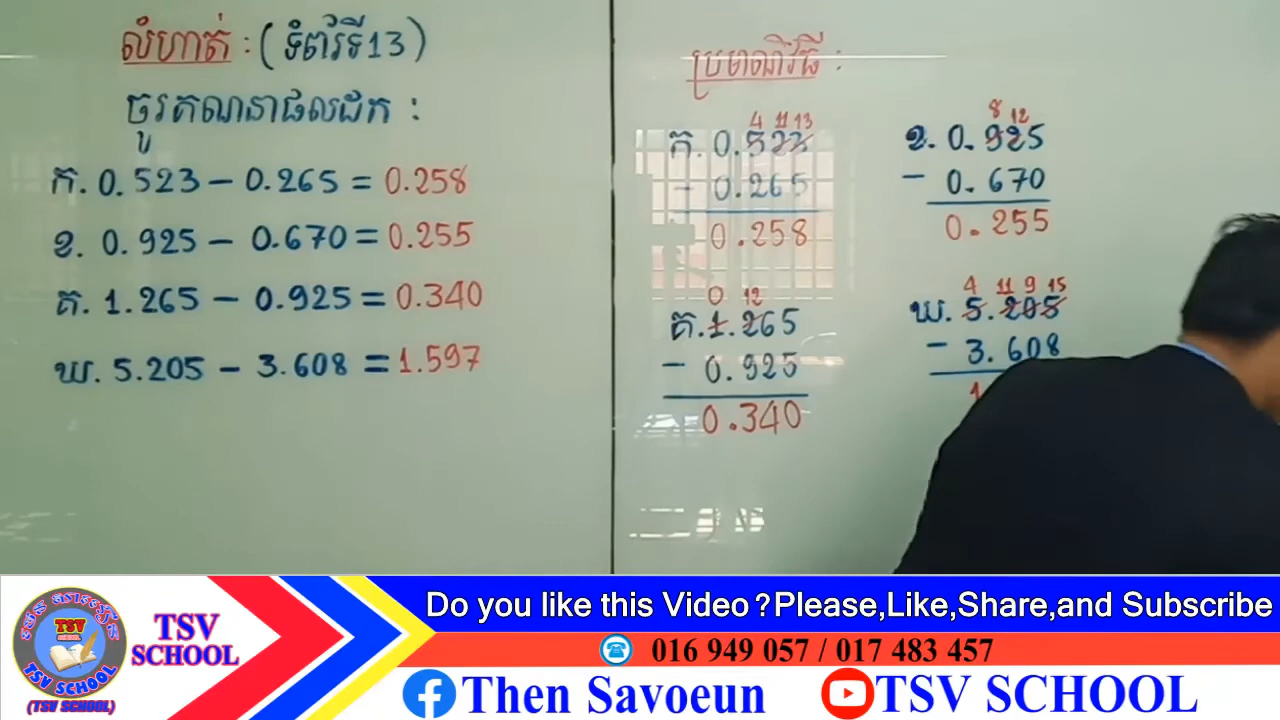 លំហាត់ : (ទំព័រទី13)
ចូរគណនាផលដក :
ក. 0.523 - 0.265 = 0.258
ខ. 0.925 - 0.670 = 0.255
គ. 1.265 - 0.925 = 0.340
ឃ. 5.205 - 3.608 = 1.597
ប្រមាណវិធី :
4 11 13
ក. 0.523
- 0.265
0.258
8 12
ខ. 0.925
- 0.670
0.255
0 12
គ. 1.265
- 0.925
0.340
4 11 9 15
ឃ. 5.205
- 3.608
1
TSV SCHOOL
TSV
SCHOOL
TSV SCHOOL
(TSV SCHOOL)
Do you like this Video?Please,Like,Share,and Subscribe
016 949 057 / 017 483 457
Then Savoeun
TSV SCHOOL